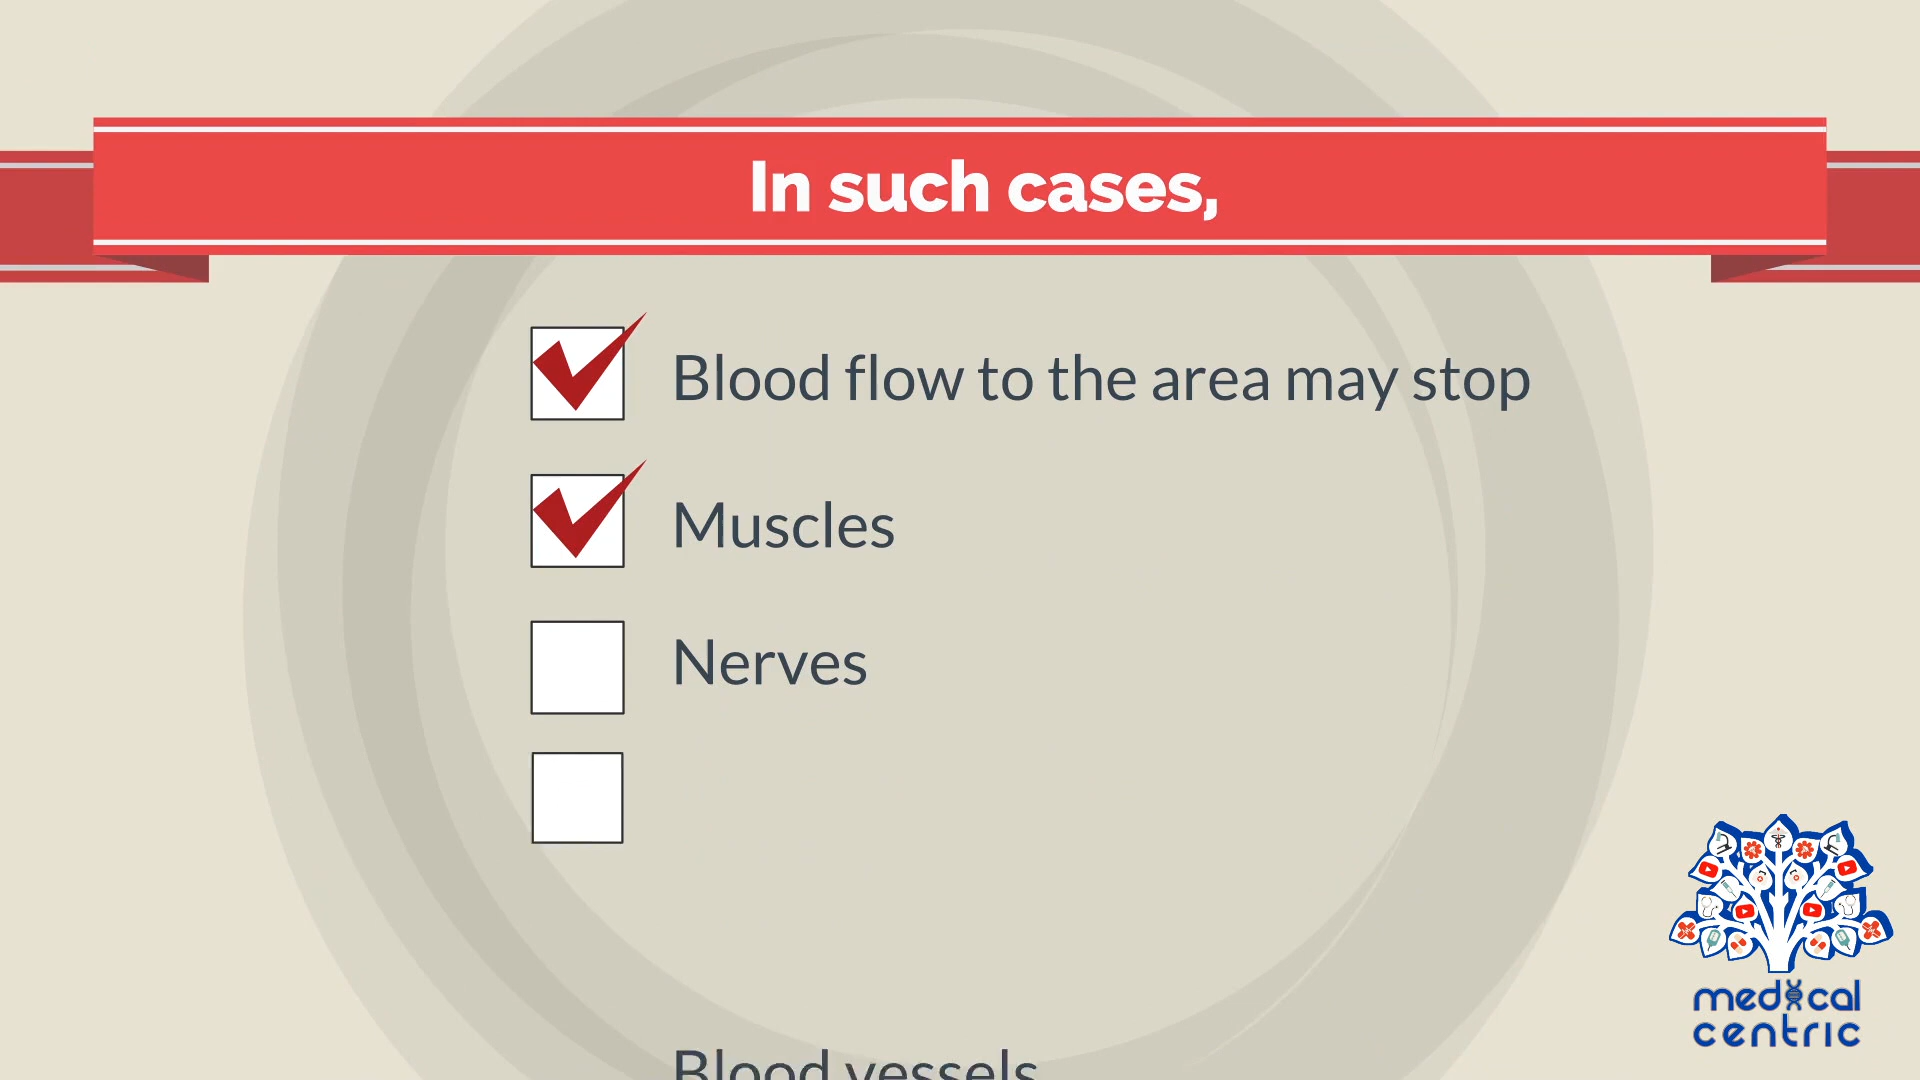 In such cases,
Blood flow to the area may stop
Muscles
Nerves
Blood vessels
medical
centric